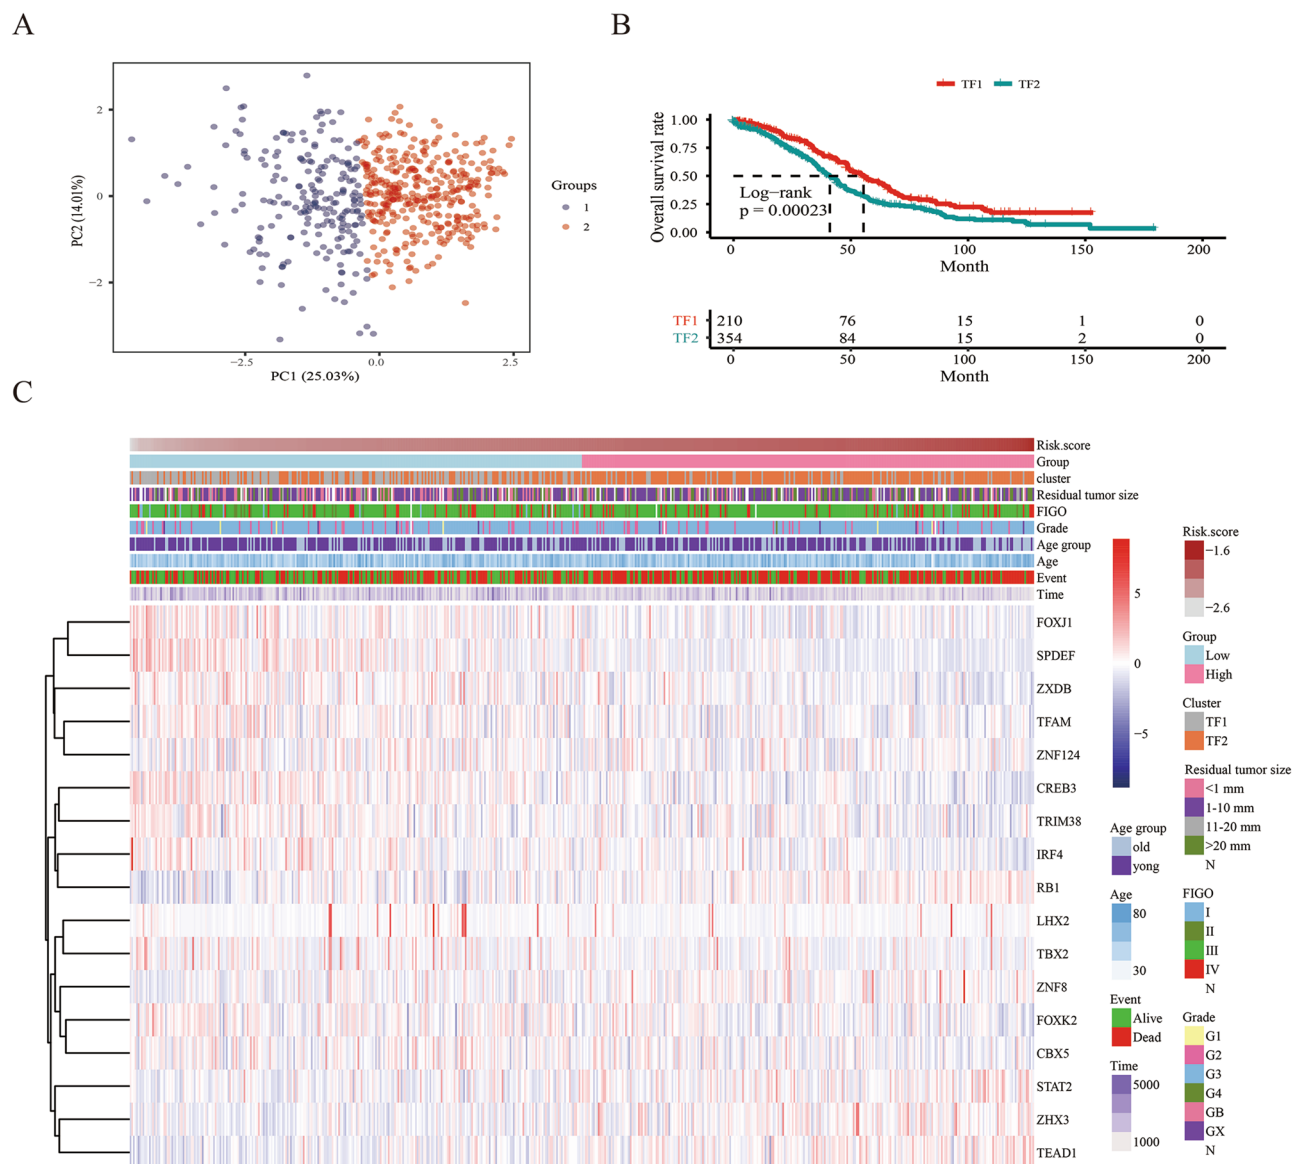 A
2
0
−2
−2.5
0.0
2.5
PC1 (25.03%)
PC2 (14.01%)
Groups
1
2
B
TF1 TF2
1.00
0.75
0.50
0.25
0.00
Overall survival rate
Log−rank
p = 0.00023
0 50 100 150 200
Month
TF1 210 76 15 1 0
TF2 354 84 15 2 0
0 50 100 150 200
Month
C
Risk.score
Group
cluster
Residual tumor size
FIGO
Grade
Age group
Age
Event
Time
FOXJ1
SPDEF
ZXDB
TFAM
ZNF124
CREB3
TRIM38
IRF4
RB1
LHX2
TBX2
ZNF8
FOXK2
CBX5
STAT2
ZHX3
TEAD1
5
0
−5
Age group
old
yong
Age
80
30
Event
Alive
Dead
Time
5000
1000
Risk.score
−1.6
−2.6
Group
Low
High
Cluster
TF1
TF2
Residual tumor size
<1 mm
1-10 mm
11-20 mm
>20 mm
N
FIGO
I
II
III
IV
N
Grade
G1
G2
G3
G4
GB
GX
N